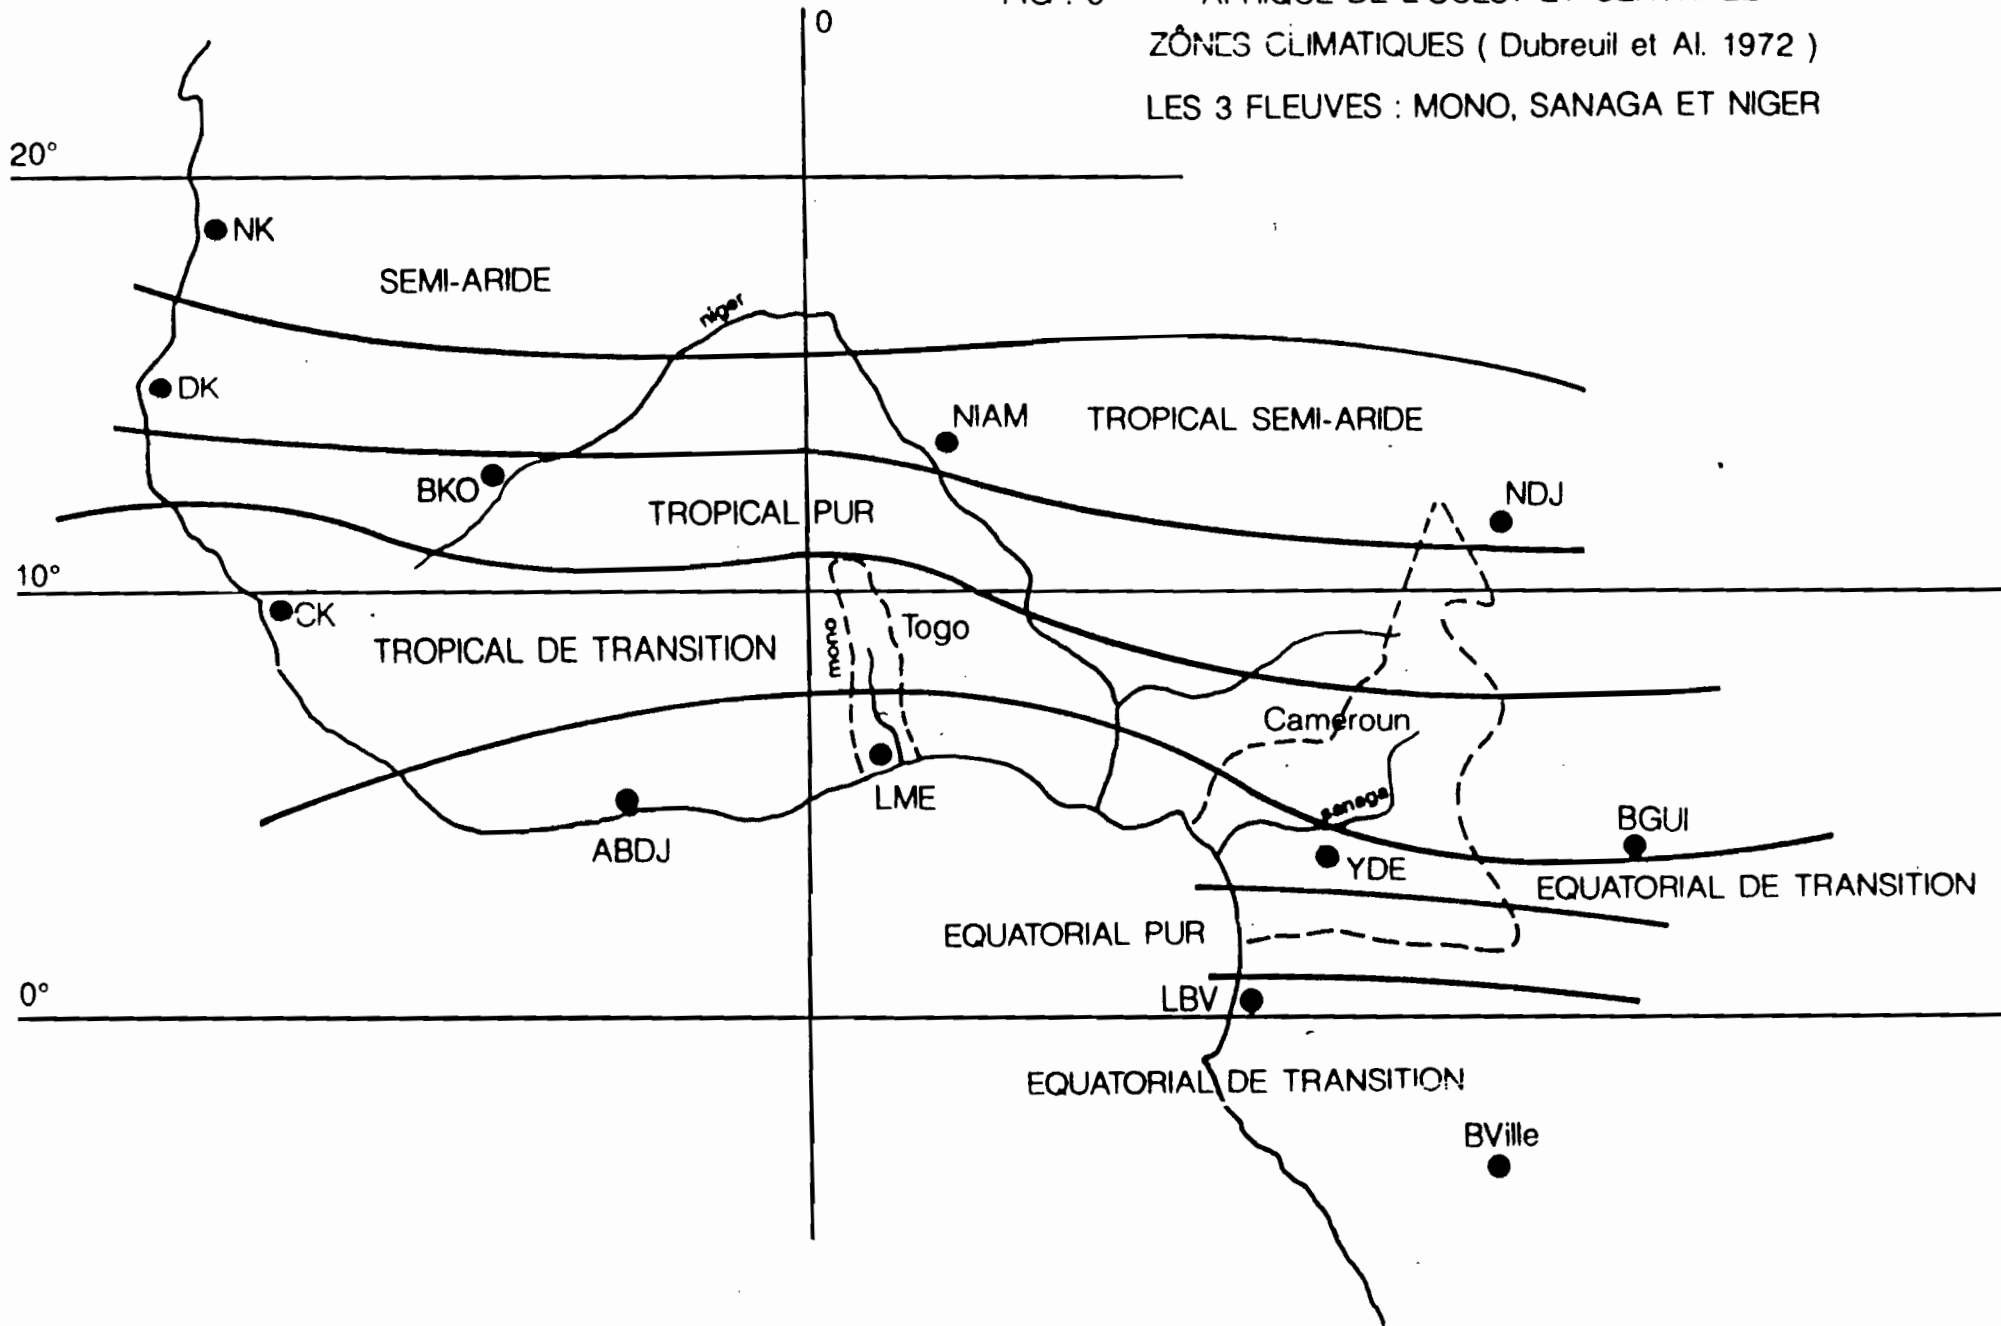 0
ZÔNES CLIMATIQUES ( Dubreuil et Al. 1972 )
LES 3 FLEUVES : MONO, SANAGA ET NIGER
20°
NK
SEMI-ARIDE
niger
DK
NIAM
TROPICAL SEMI-ARIDE
BKO
NDJ
TROPICAL PUR
10°
CK
Togo
mono
TROPICAL DE TRANSITION
Cameroun
LME
sanaga
ABDJ
BGUI
YDE
EQUATORIAL DE TRANSITION
EQUATORIAL PUR
0°
LBV
EQUATORIAL DE TRANSITION
BVille